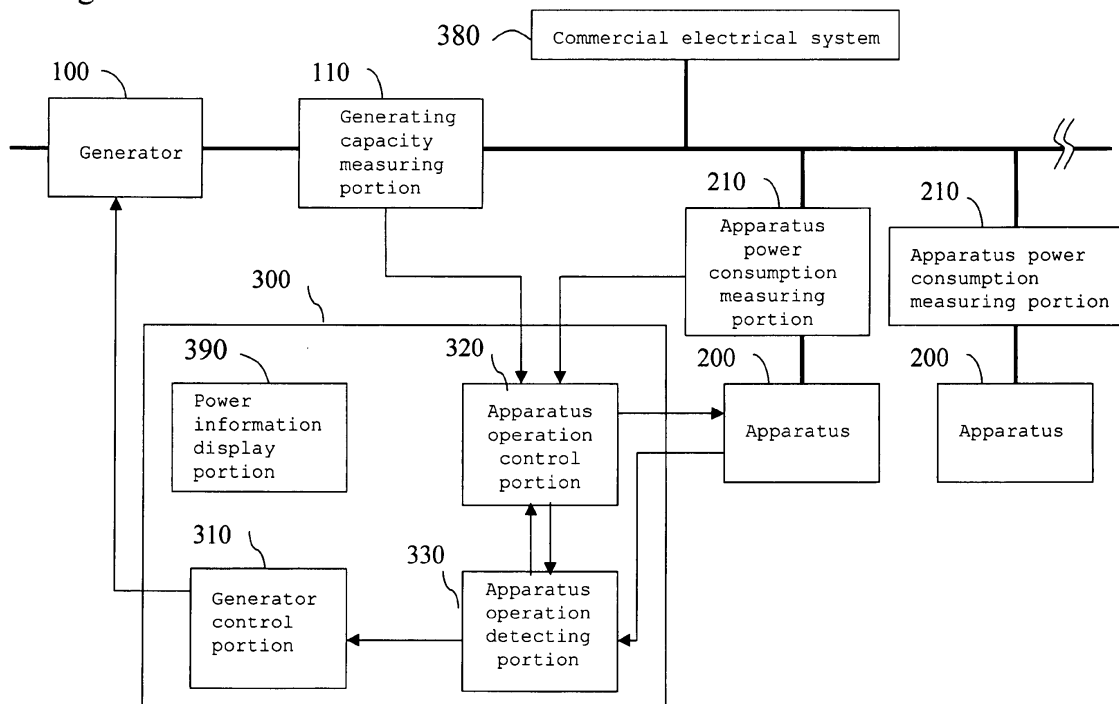 380
Commercial electrical system
100
110
Generator
Generating
capacity
measuring
portion
210
210
Apparatus
power
consumption
measuring
portion
Apparatus power
consumption
measuring portion
300
390
320
200
200
Power
information
display
portion
Apparatus
operation
control
portion
Apparatus
Apparatus
310
330
Generator
control
portion
Apparatus
operation
detecting
portion